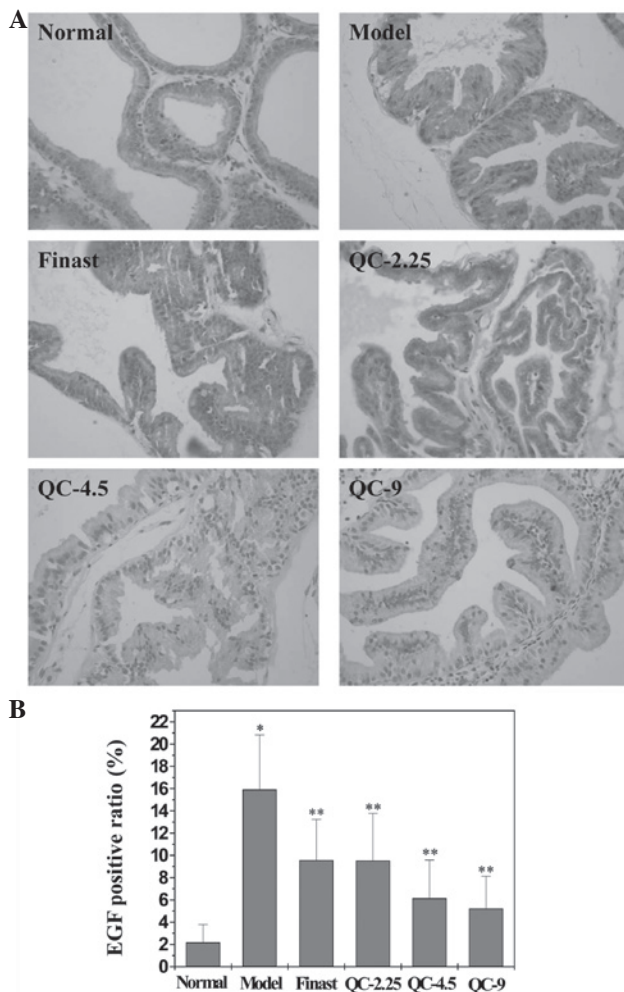 A
Normal
Model
Finast
QC-2.25
QC-4.5
QC-9
B
EGF positive ratio (%)
22
20
18
16
14
12
10
8
6
4
2
0
*
**
**
**
**
Normal Model Finast QC-2.25 QC-4.5 QC-9